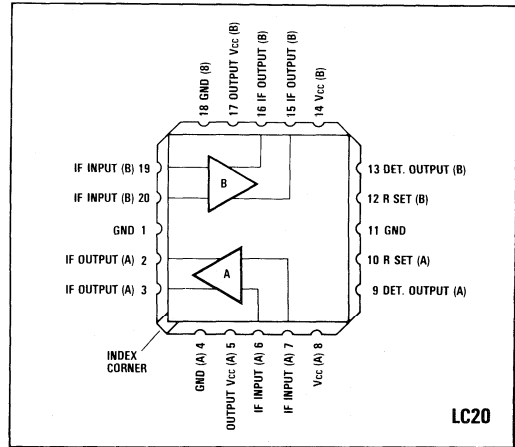 18 GND (8)
17 OUTPUT Vcc (B)
16 IF OUTPUT (B)
15 IF OUTPUT (B)
14 Vcc (B)
IF INPUT (B) 19
IF INPUT (B) 20
GND 1
IF OUTPUT (A) 2
IF OUTPUT (A) 3
B
A
13 DET. OUTPUT (B)
12 R SET (B)
11 GND
10 R SET (A)
9 DET. OUTPUT (A)
INDEX
CORNER
GND (A) 4
OUTPUT Vcc (A) 5
IF INPUT (A) 6
IF INPUT (A) 7
Vcc (A) 8
LC20